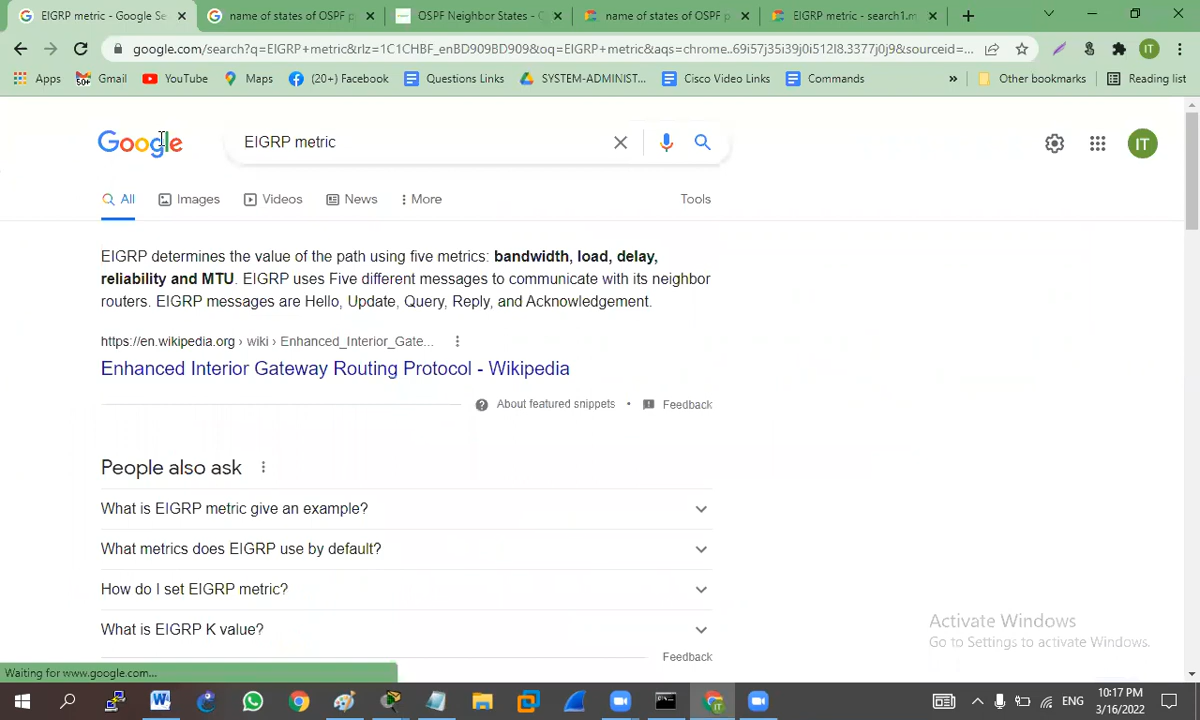 EIGRP metric - Google Se
name of states of OSPF p
OSPF Neighbor States - C
name of states of OSPF p
EIGRP metric - search1.m
google.com/search?q=EIGRP+metric&rlz=1C1CHBF_enBD909BD909&oq=EIGRP+metric&aqs=chrome..69i57j35i39j0i512l8.3377j0j9&sourceid=...
IT
Apps
50+
Gmail
YouTube
Maps
(20+) Facebook
Questions Links
SYSTEM-ADMINIST...
Cisco Video Links
Commands
»
Other bookmarks
Reading list
Google
EIGRP metric
IT
All
Images
Videos
News
More
Tools
EIGRP determines the value of the path using five metrics: bandwidth, load, delay,
reliability and MTU. EIGRP uses Five different messages to communicate with its neighbor
routers. EIGRP messages are Hello, Update, Query, Reply, and Acknowledgement.
https://en.wikipedia.org › wiki › Enhanced_Interior_Gate...
Enhanced Interior Gateway Routing Protocol - Wikipedia
About featured snippets • Feedback
People also ask
What is EIGRP metric give an example?
What metrics does EIGRP use by default?
How do I set EIGRP metric?
What is EIGRP K value?
Feedback
Activate Windows
Go to Settings to activate Windows.
Waiting for www.google.com...
ENG
10:17 PM
3/16/2022